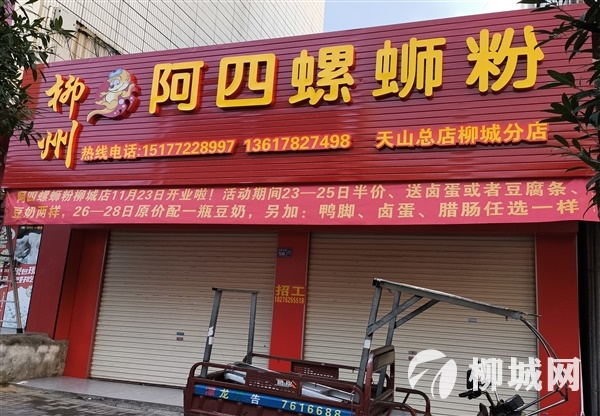 柳州
阿四螺蛳粉
热线电话:15177228997 13617827498 天山总店柳城分店
阿四螺蛳粉柳城店11月23日开业啦！活动期间23—25日半价、送卤蛋或者豆腐条、
豆奶两样，26—28日原价配一瓶豆奶，另加：鸭脚、卤蛋、腊肠任选一样
招工
18276255518
龙 告 7616688
柳城网